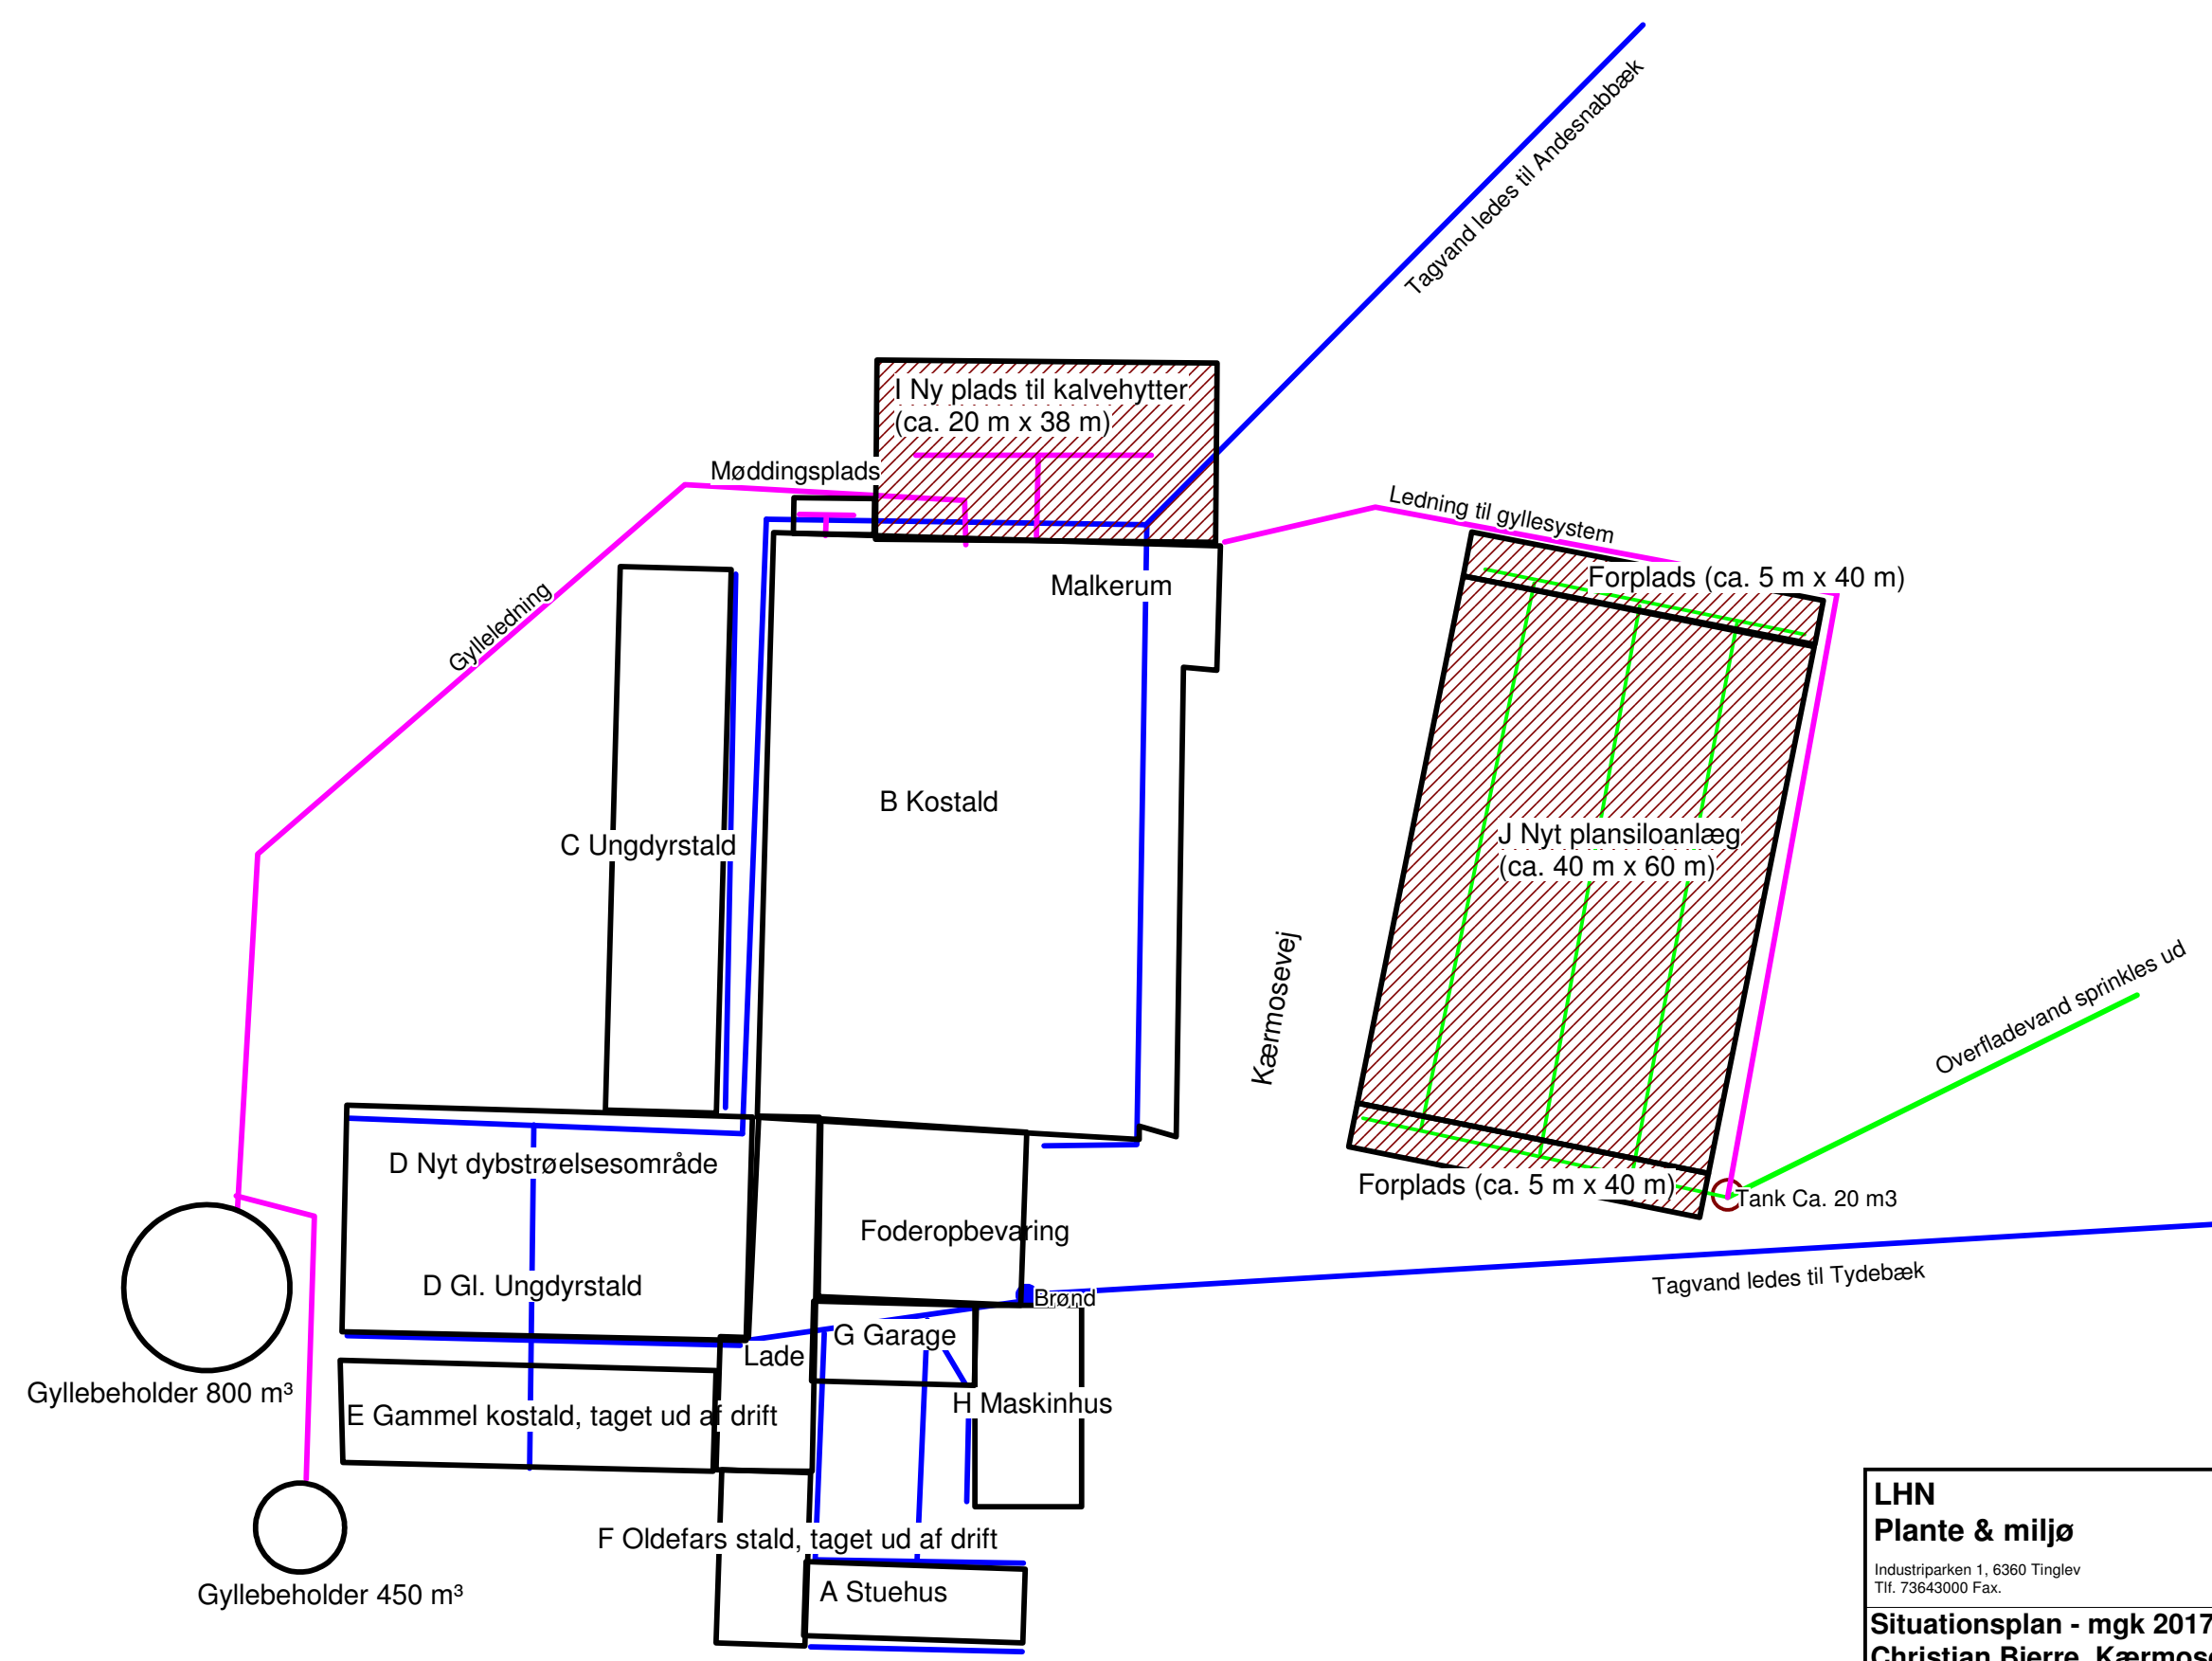 Tagvand ledes til Andesnabbæk
I Ny plads til kalvehytter
(ca. 20 m x 38 m)
Møddingsplads
Ledning til gyllesystem
Forplads (ca. 5 m x 40 m)
Malkerum
Gylleledning
B Kostald
C Ungdyrstald
J Nyt plansiloanlæg
(ca. 40 m x 60 m)
Kærmosevej
Overfladevand sprinkles ud
D Nyt dybstrøelsesområde
Forplads (ca. 5 m x 40 m)
Tank Ca. 20 m3
Foderopbevaring
D Gl. Ungdyrstald
Brønd
Tagvand ledes til Tydebæk
G Garage
Lade
Gyllebeholder 800 m³
H Maskinhus
E Gammel kostald, taget ud af drift
F Oldefars stald, taget ud af drift
A Stuehus
Gyllebeholder 450 m³
LHN
Plante & miljø
Industriparken 1, 6360 Tinglev
Tlf. 73643000 Fax.
Situationsplan - mgk 2017
Christian Bjerre, Kærmose